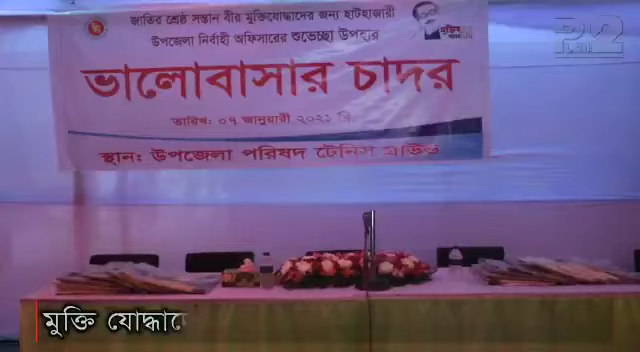 জাতির শ্রেষ্ঠ সন্তান বীর মুক্তিযোদ্ধাদের জন্য হাটহাজারী
উপজেলা নির্বাহী অফিসারের শুভেচ্ছা উপহার
ভালোবাসার চাদর
তারিখ: ০৭ জানুয়ারী ২০২১
স্থান: উপজেলা পরিষদ টেনিস গ্রাউন্ড
মুক্তি যোদ্ধাদে